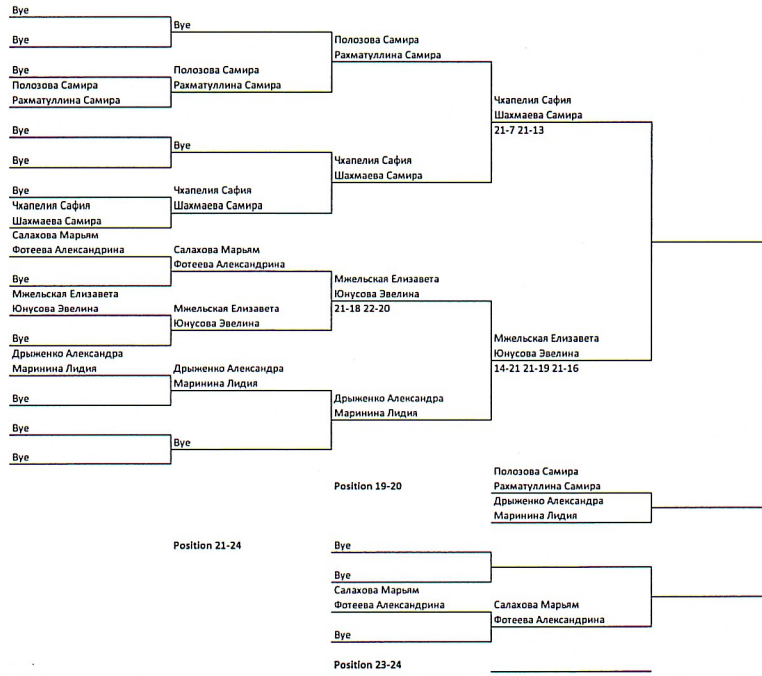 Bye
Bye
Bye
Полозова Самира
Рахматуллина Самира
Bye
Bye
Bye
Чхапелия Сафия
Шахмаева Самира
Салахова Марьям
Фотеева Александрина
Bye
Мжельская Елизавета
Юнусова Эвелина
Bye
Дрыженко Александра
Маринина Лидия
Bye
Bye
Bye
Bye
Полозова Самира
Рахматуллина Самира
Bye
Чхапелия Сафия
Шахмаева Самира
Салахова Марьям
Фотеева Александрина
Мжельская Елизавета
Юнусова Эвелина
Дрыженко Александра
Маринина Лидия
Bye
Полозова Самира
Рахматуллина Самира
Чхапелия Сафия
Шахмаева Самира
Мжельская Елизавета
Юнусова Эвелина
21-18 22-20
Дрыженко Александра
Маринина Лидия
Чхапелия Сафия
Шахмаева Самира
21-7 21-13
Мжельская Елизавета
Юнусова Эвелина
14-21 21-19 21-16
Position 19-20
Полозова Самира
Рахматуллина Самира
Дрыженко Александра
Маринина Лидия
Position 21-24
Bye
Bye
Салахова Марьям
Фотеева Александрина
Bye
Салахова Марьям
Фотеева Александрина
Position 23-24